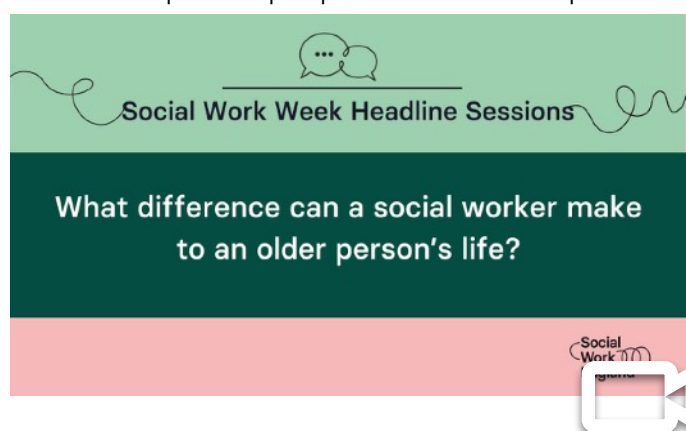 Social Work Week Headline Sessions
What difference can a social worker make
to an older person's life?
Social
Work